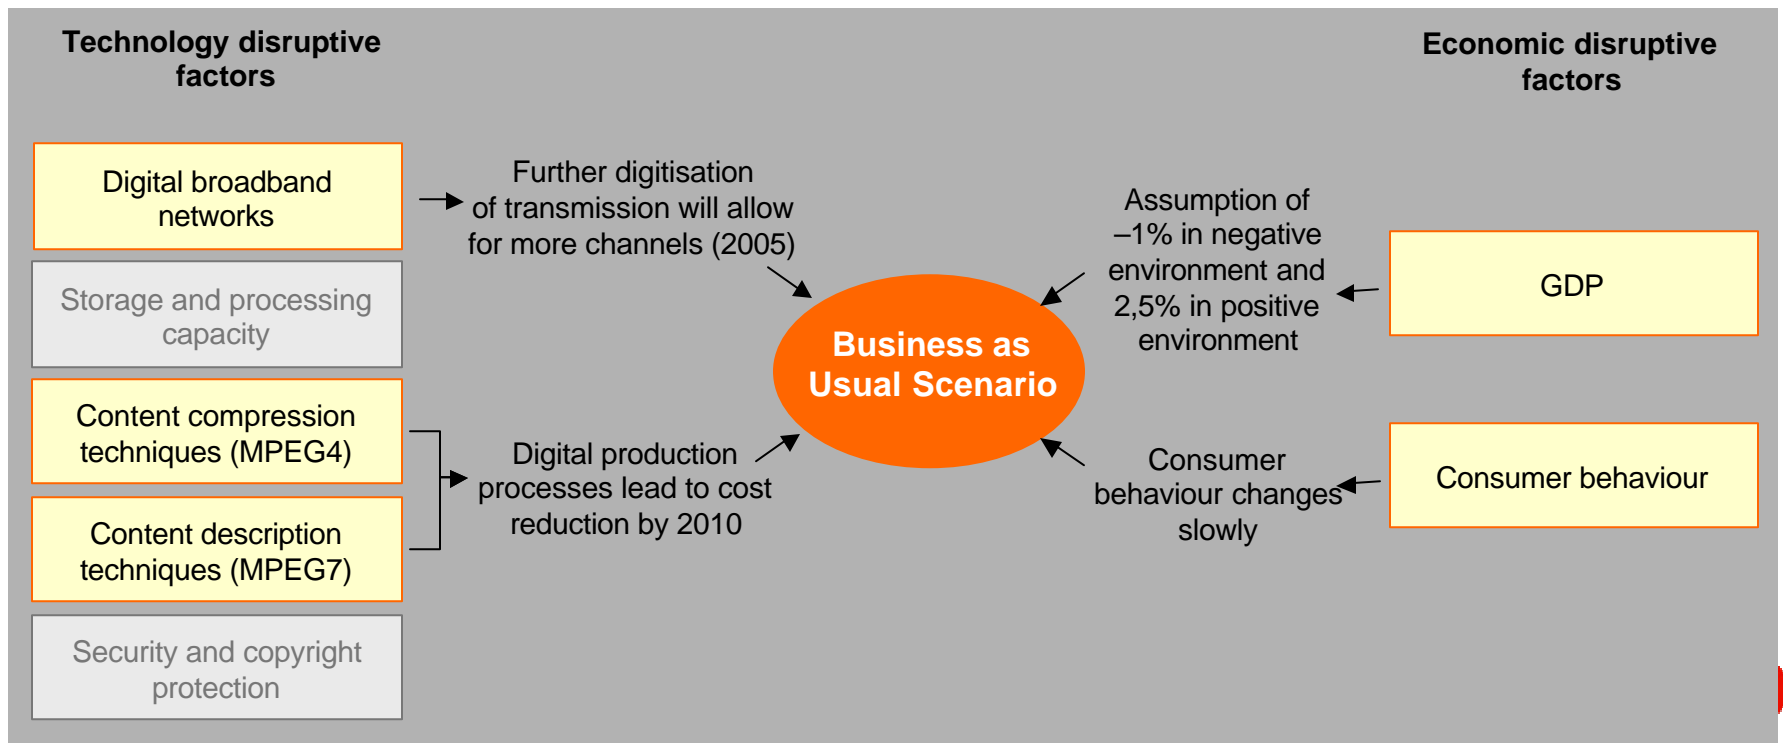 Technology disruptive
factors
Economic disruptive
factors
Digital broadband
networks
Storage and processing
capacity
Content compression
techniques (MPEG4)
Content description
techniques (MPEG7)
Security and copyright
protection
Further digitisation
of transmission will allow
for more channels (2005)
Digital production
processes lead to cost
reduction by 2010
Business as
Usual Scenario
Assumption of
–1% in negative
environment and
2,5% in positive
environment
Consumer
behaviour changes
slowly
GDP
Consumer behaviour